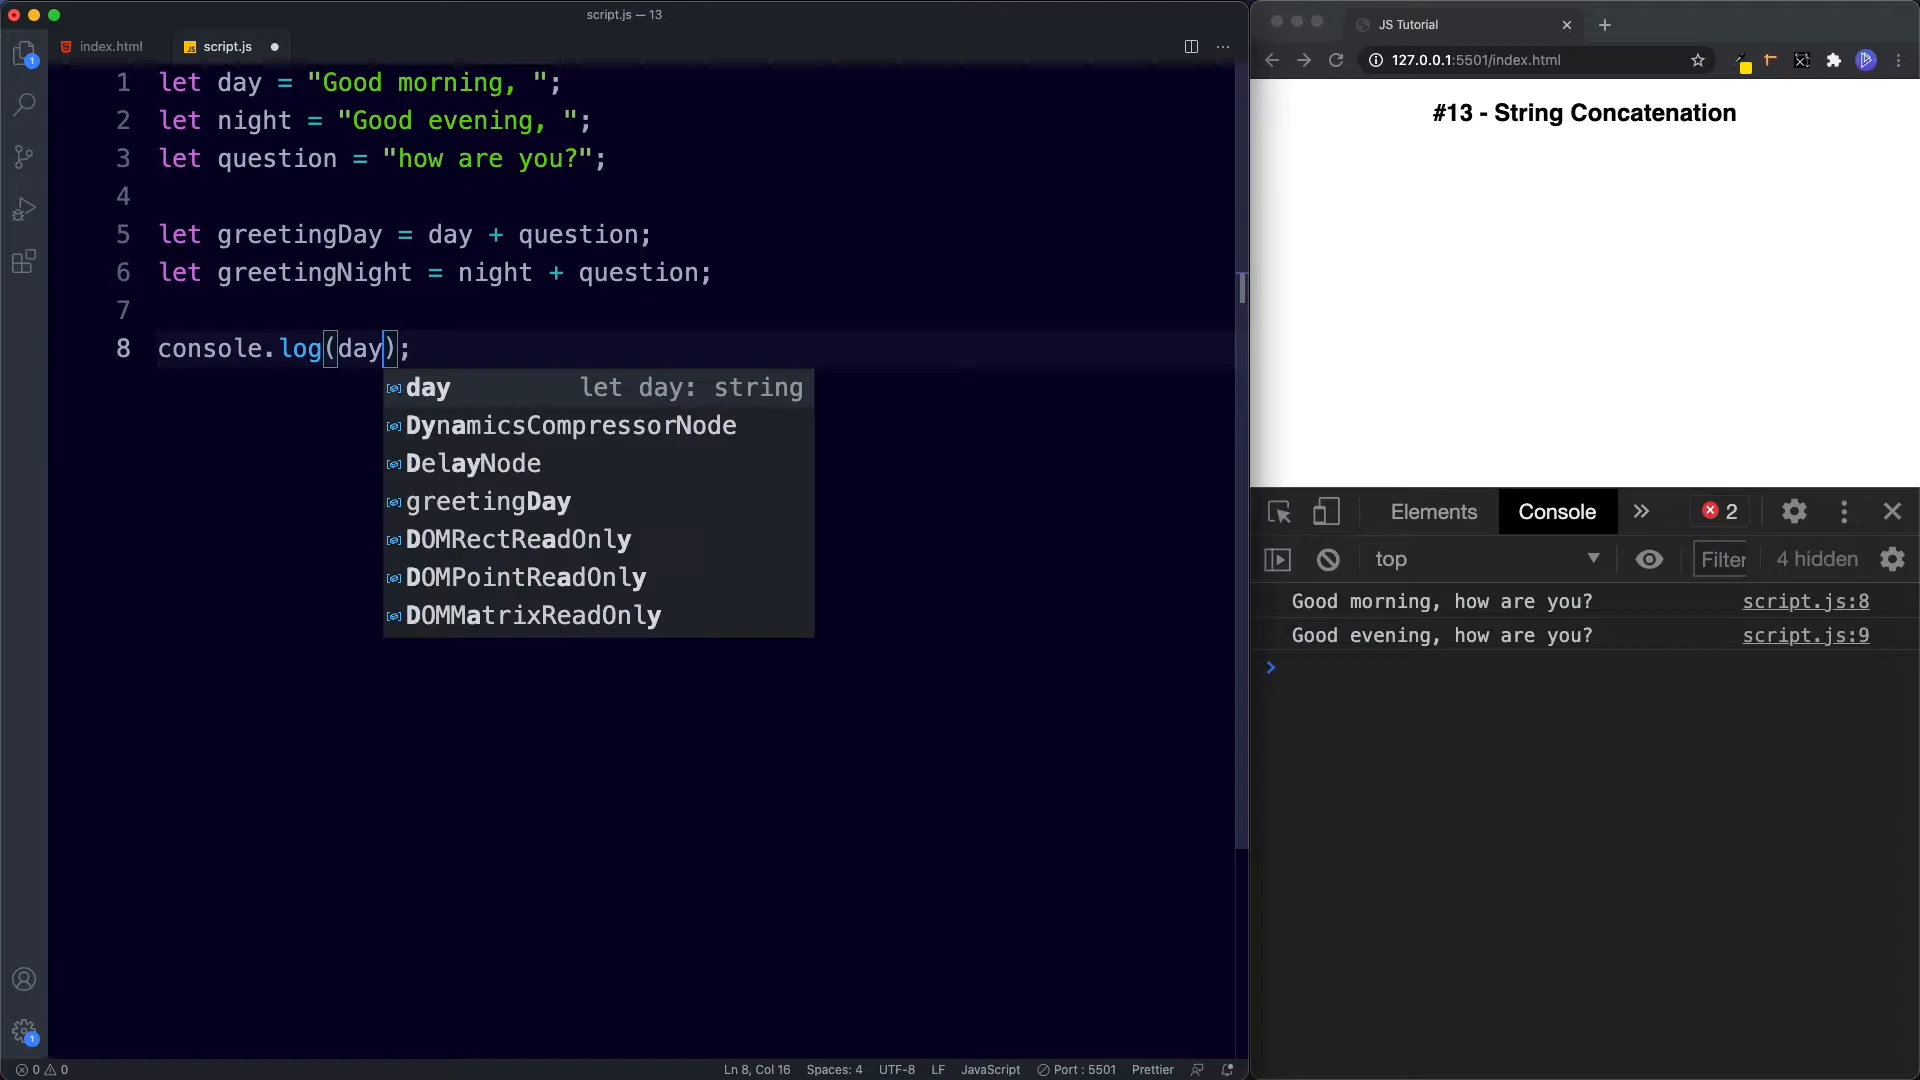 script.js — 13
index.html
script.js
1 let day = "Good morning, ";
2 let night = "Good evening, ";
3 let question = "how are you?";
4
5 let greetingDay = day + question;
6 let greetingNight = night + question;
7
8 console.log(day);
day let day: string
DynamicsCompressorNode
DelayNode
greetingDay
DOMRectReadOnly
DOMPointReadOnly
DOMMatrixReadOnly
1
1
0 0
Ln 8, Col 16 Spaces: 4 UTF-8 LF JavaScript Port : 5501 Prettier
JS Tutorial
127.0.0.1:5501/index.html
#13 - String Concatenation
Elements Console 2
top Filter 4 hidden
Good morning, how are you? script.js:8
Good evening, how are you? script.js:9